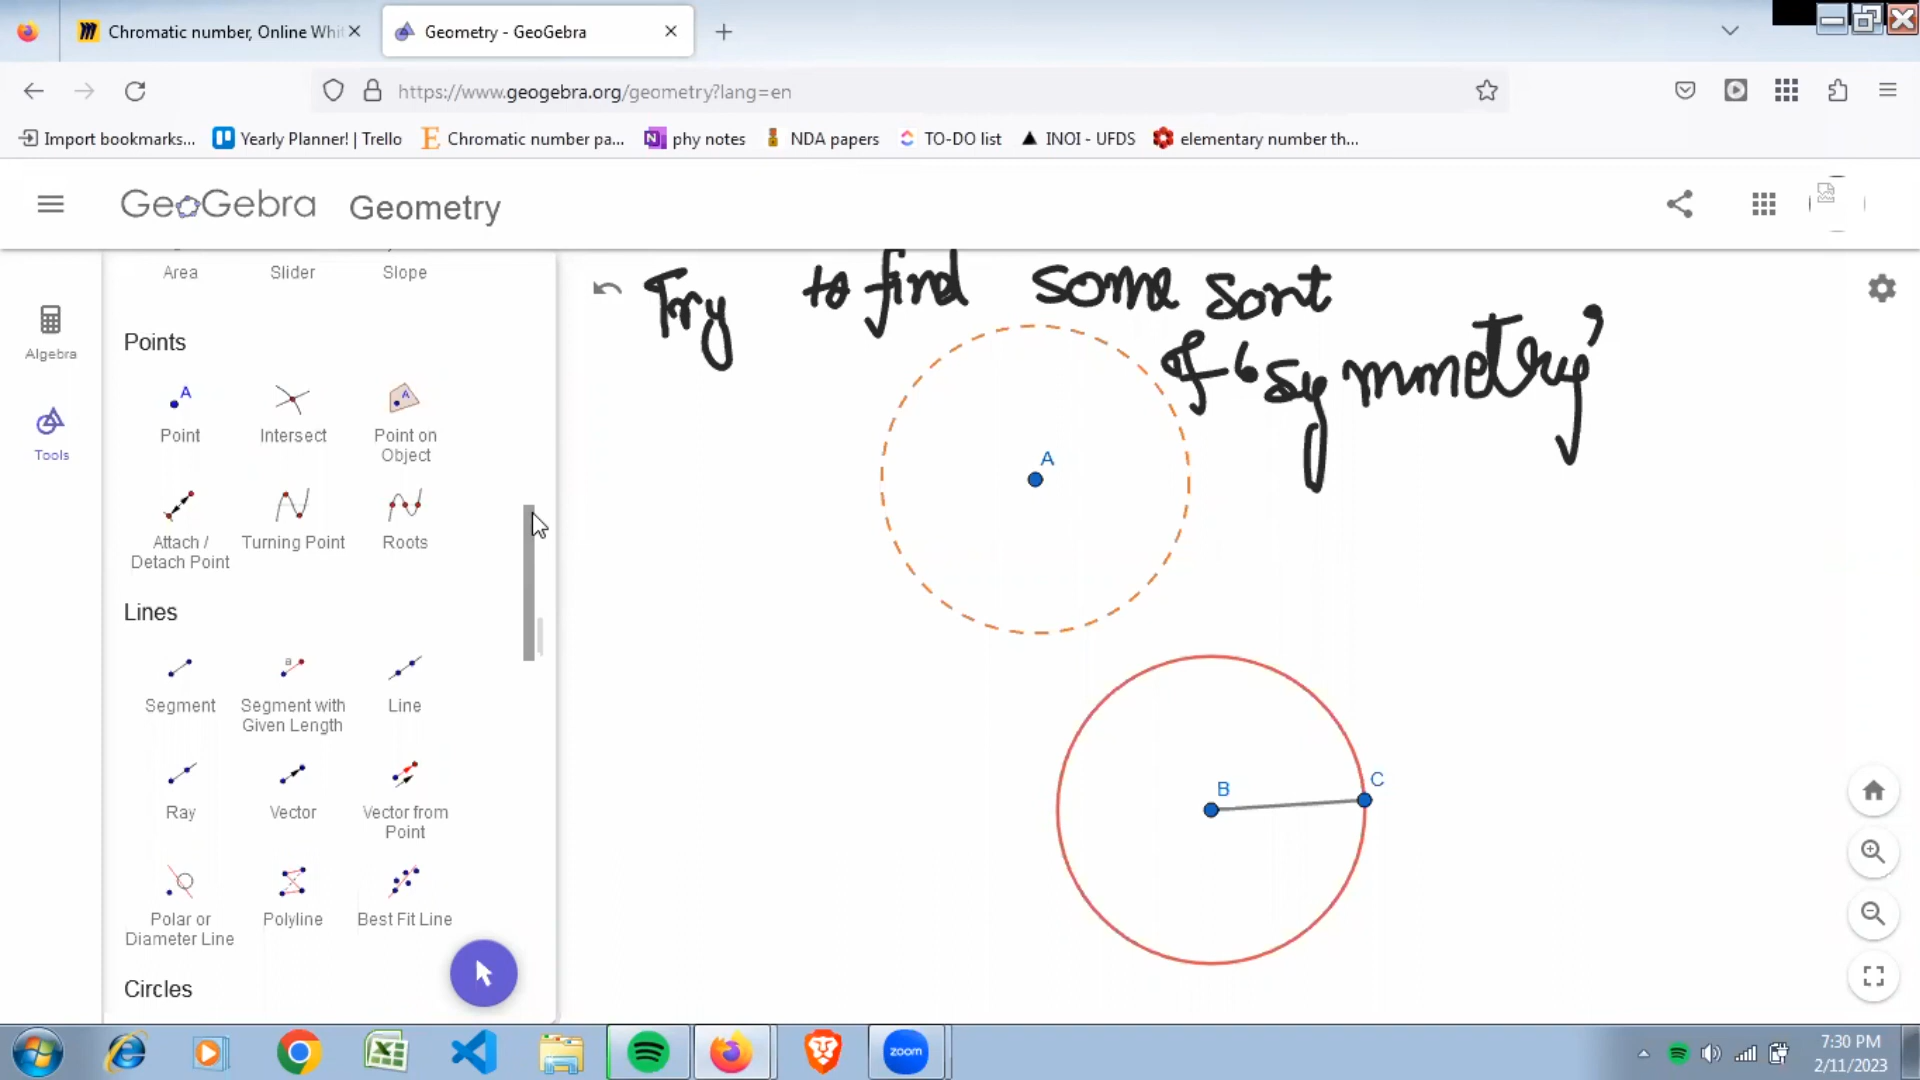 Chromatic number, Online Whit
Geometry - GeoGebra
https://www.geogebra.org/geometry?lang=en
Import bookmarks...
Yearly Planner! | Trello
Chromatic number pa...
phy notes
NDA papers
TO-DO list
INOI - UFDS
elementary number th...
GeoGebra
Geometry
Algebra
Tools
Area
Slider
Slope
Points
A
Point
Intersect
A
Point on
Object
Attach /
Detach Point
Turning Point
Roots
Lines
Segment
a
Segment with
Given Length
Line
Ray
Vector
Vector from
Point
Polar or
Diameter Line
Polyline
Best Fit Line
Circles
Try to find some sort
of 'symmetry'
A
B
C
zoom
7:30 PM
2/11/2023